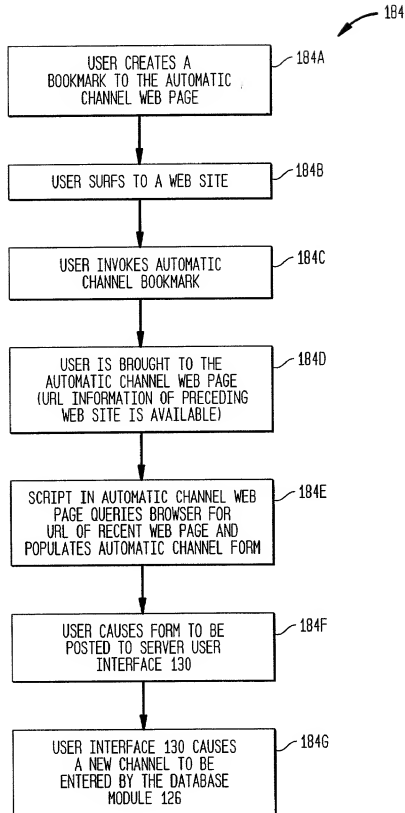 184
USER CREATES A
BOOKMARK TO THE AUTOMATIC
CHANNEL WEB PAGE
184A
USER SURFS TO A WEB SITE
184B
USER INVOKES AUTOMATIC
CHANNEL BOOKMARK
184C
USER IS BROUGHT TO THE
AUTOMATIC CHANNEL WEB PAGE
(URL INFORMATION OF PRECEDING
WEB SITE IS AVAILABLE)
184D
SCRIPT IN AUTOMATIC CHANNEL WEB
PAGE QUERIES BROWSER FOR
URL OF RECENT WEB PAGE AND
POPULATES AUTOMATIC CHANNEL FORM
184E
USER CAUSES FORM TO BE
POSTED TO SERVER USER
INTERFACE 130
184F
USER INTERFACE 130 CAUSES
A NEW CHANNEL TO BE
ENTERED BY THE DATABASE
MODULE 126
184G